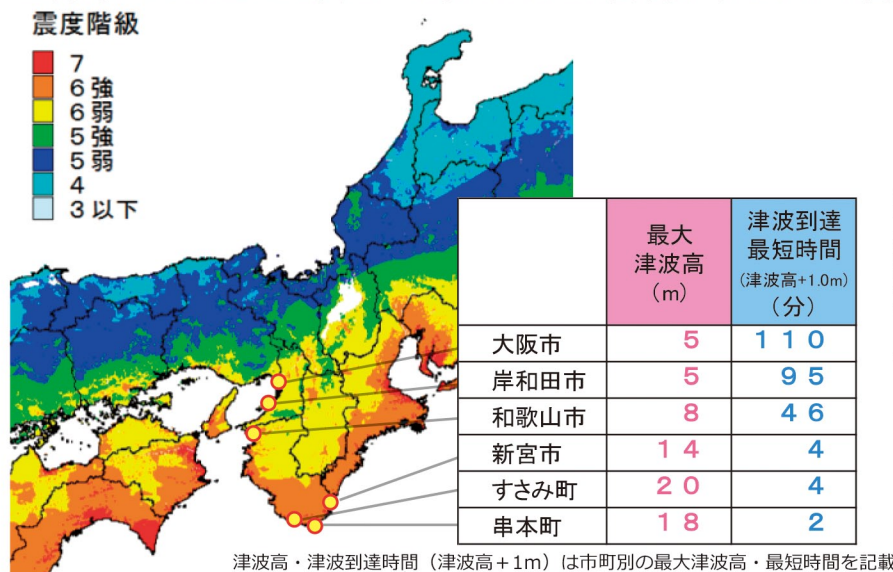 震度階級
7
6強
6弱
5強
5弱
4
3以下
最大
津波高
(m)
津波到達
最短時間
(津波高+1.0m)
(分)
大阪市 5 110
岸和田市 5 95
和歌山市 8 46
新宮市 14 4
すさみ町 20 4
串本町 18 2
津波高・津波到達時間（津波高+1m）は市町別の最大津波高・最短時間を記載